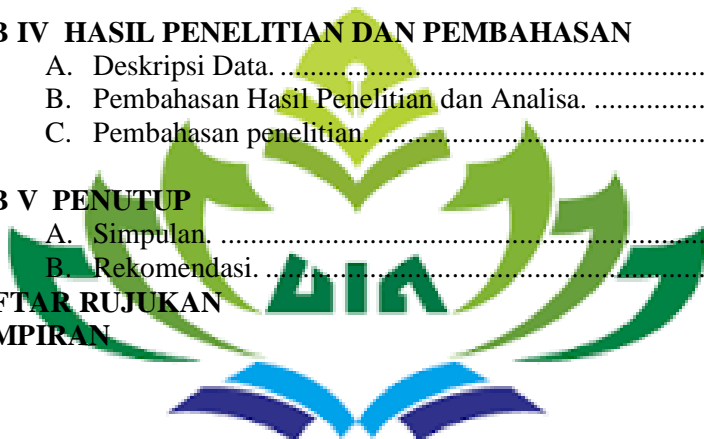 B IV HASIL PENELITIAN DAN PEMBAHASAN
A. Deskripsi Data. ........................................................
B. Pembahasan Hasil Penelitian dan Analisa. ...............
C. Pembahasan penelitian. ............................................
B V PENUTUP
A. Simpulan. .................................................................
B. Rekomendasi. ...........................................................
FTAR RUJUKAN
MPIRAN